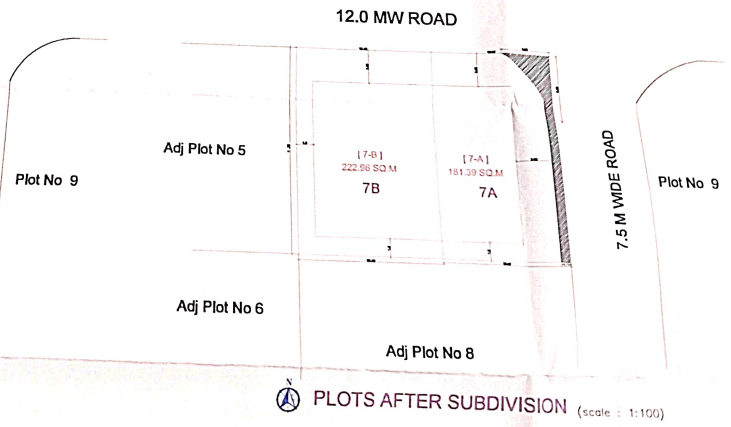 12.0 MW ROAD
Adj Plot No 5
[ 7-B ]
222.96 SQ.M
7B
[ 7-A ]
181.39 SQ.M
7A
Plot No 9
7.5 M WIDE ROAD
Plot No 9
Adj Plot No 6
Adj Plot No 8
N
PLOTS AFTER SUBDIVISION (scale : 1:100)